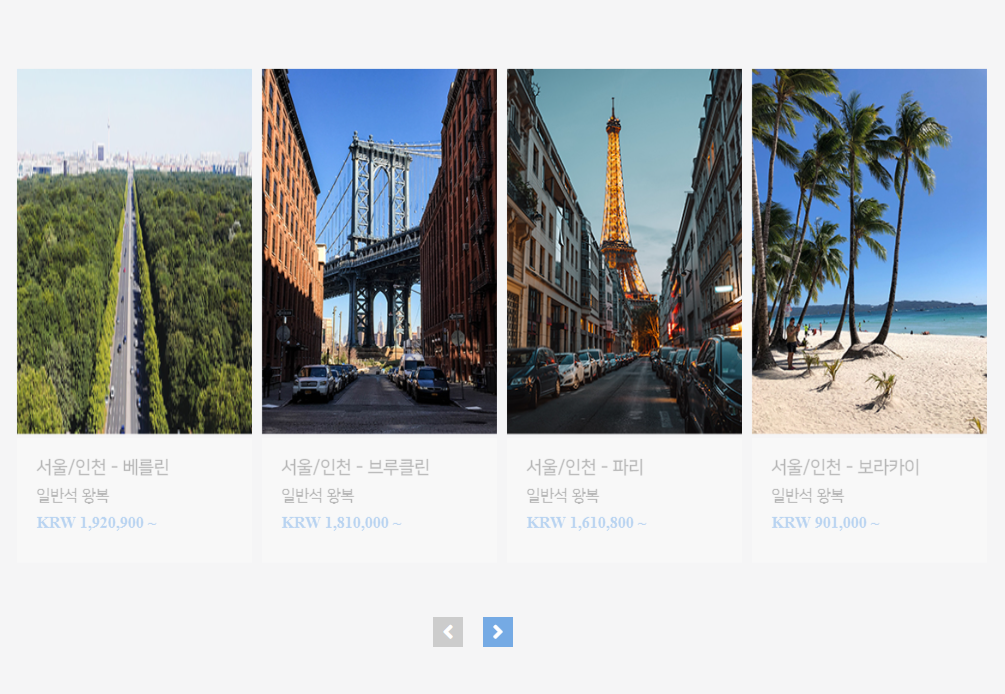 서울/인천 - 베를린
일반석 왕복
KRW 1,920,900 ~
서울/인천 - 브루클린
일반석 왕복
KRW 1,810,000 ~
서울/인천 - 파리
일반석 왕복
KRW 1,610,800 ~
서울/인천 - 보라카이
일반석 왕복
KRW 901,000 ~